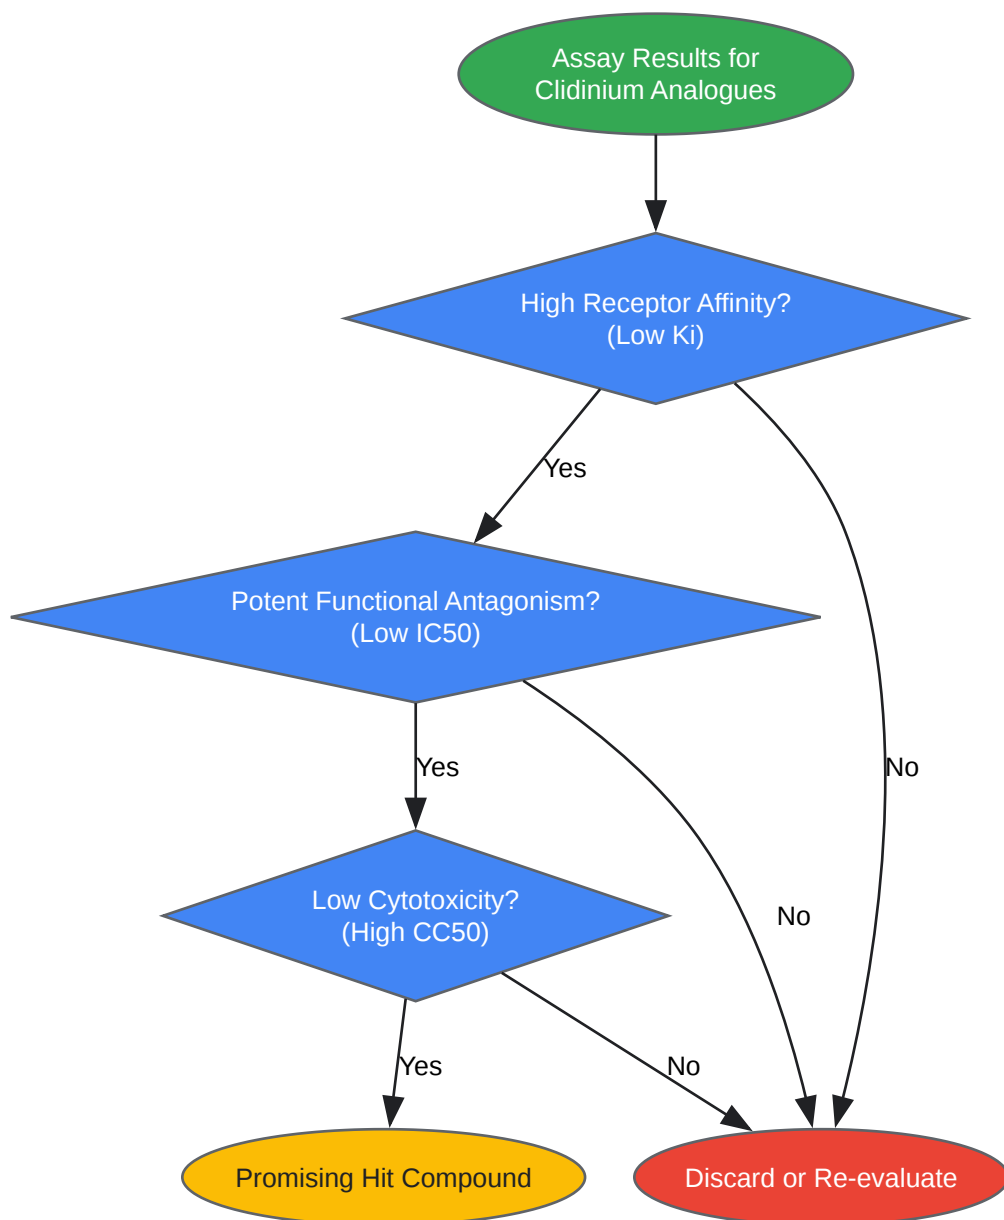 Assay Results for
Clidinium Analogues
High Receptor Affinity?
(Low Ki)
Yes
Potent Functional Antagonism?
(Low IC50)
Yes
No
Low Cytotoxicity?
(High CC50)
No
Yes
No
Promising Hit Compound
Discard or Re-evaluate